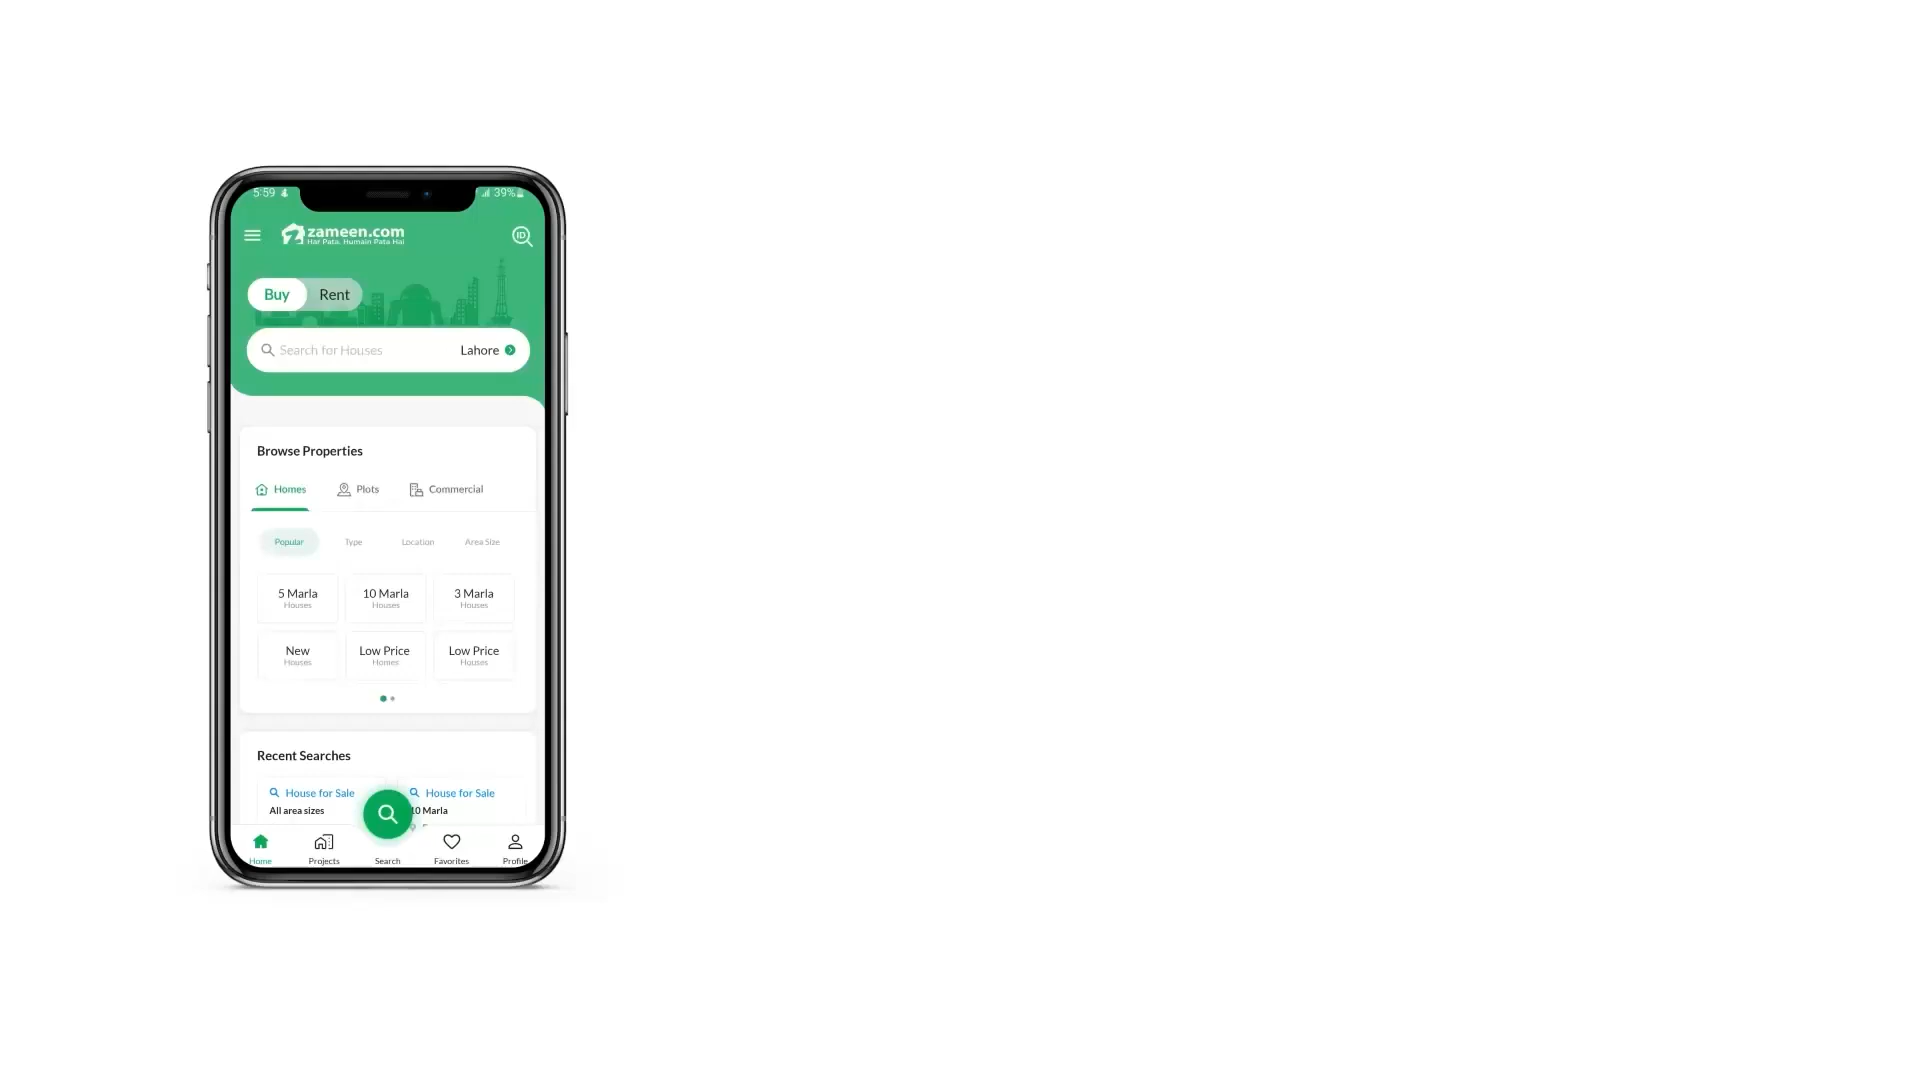 5:59 39%
zameen.com
Har Pata, Humain Pata Hai
ID
Buy Rent
Search for Houses Lahore
Browse Properties
Homes Plots Commercial
Popular Type Location Area Size
5 Marla 10 Marla 3 Marla
Houses Houses Houses
New Low Price Low Price
Houses Homes Houses
Recent Searches
House for Sale House for Sale
All area sizes 10 Marla
Home Projects Search Favorites Profile